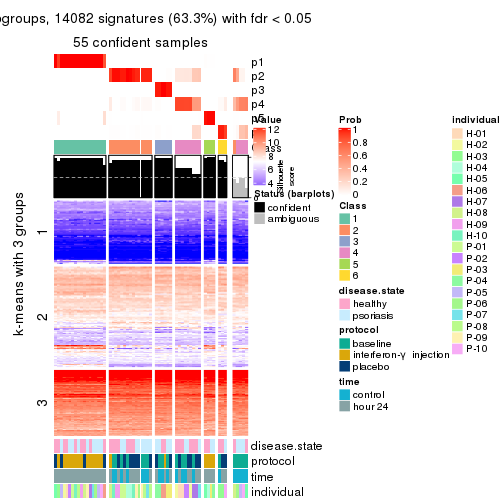 ogroups, 14082 signatures (63.3%) with fdr < 0.05
55 confident samples
p1
p2
p3
p4
Value
12
10
8
6
4
Silhouette
score
Status (barplots)
confident
ambiguous
Prob
1
0.8
0.6
0.4
0.2
0
Class
1
2
3
4
5
6
disease.state
healthy
psoriasis
protocol
baseline
interferon-γ injection
placebo
time
control
hour 24
individual
H-01
H-02
H-03
H-04
H-05
H-06
H-07
H-08
H-09
H-10
P-01
P-02
P-03
P-04
P-05
P-06
P-07
P-08
P-09
P-10
k-means with 3 groups
1
2
3
disease.state
protocol
time
individual